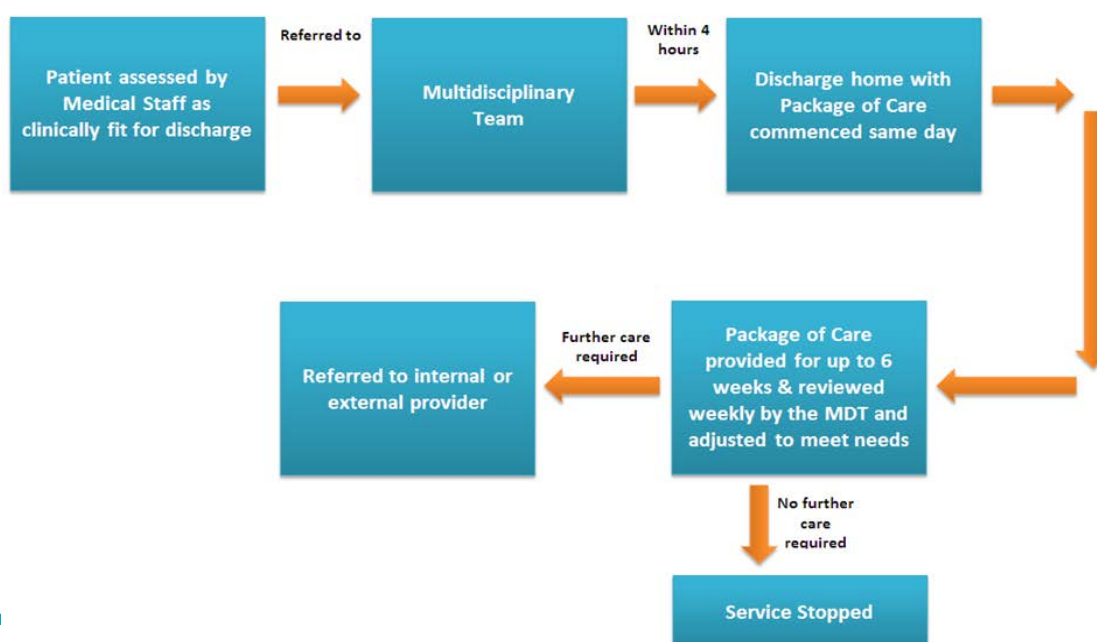 Patient assessed by
Medical Staff as
clinically fit for discharge
Referred to
Multidisciplinary
Team
Within 4
hours
Discharge home with
Package of Care
commenced same day
Package of Care
provided for up to 6
weeks & reviewed
weekly by the MDT and
adjusted to meet needs
Further care
required
Referred to internal or
external provider
No further
care
required
Service Stopped